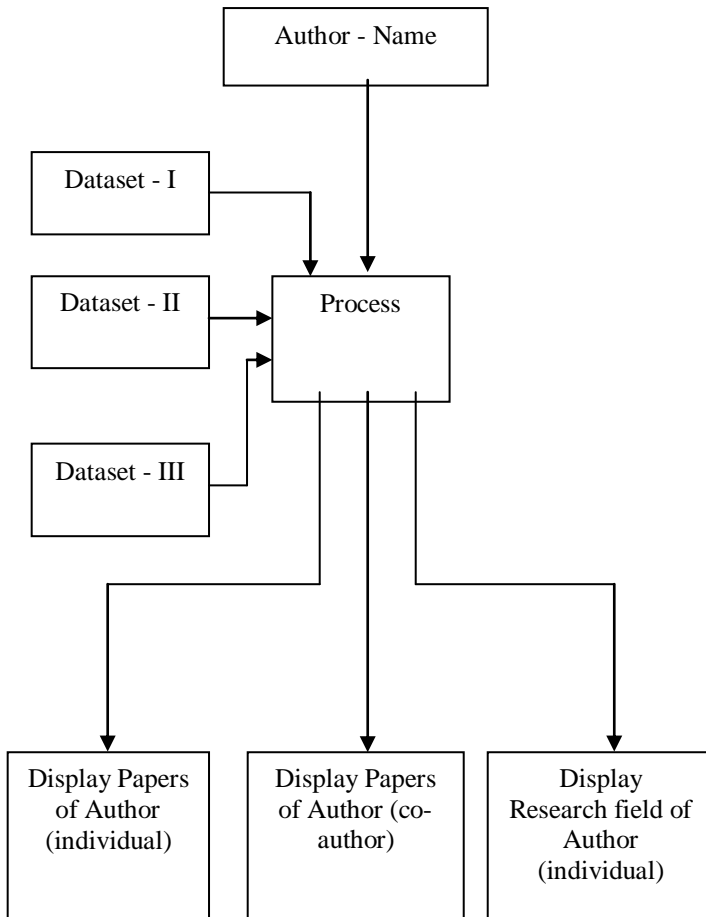 Author - Name
Dataset - I
Dataset - II
Process
Dataset - III
Display Papers
of Author
(individual)
Display Papers
of Author (co-
author)
Display
Research field of
Author
(individual)